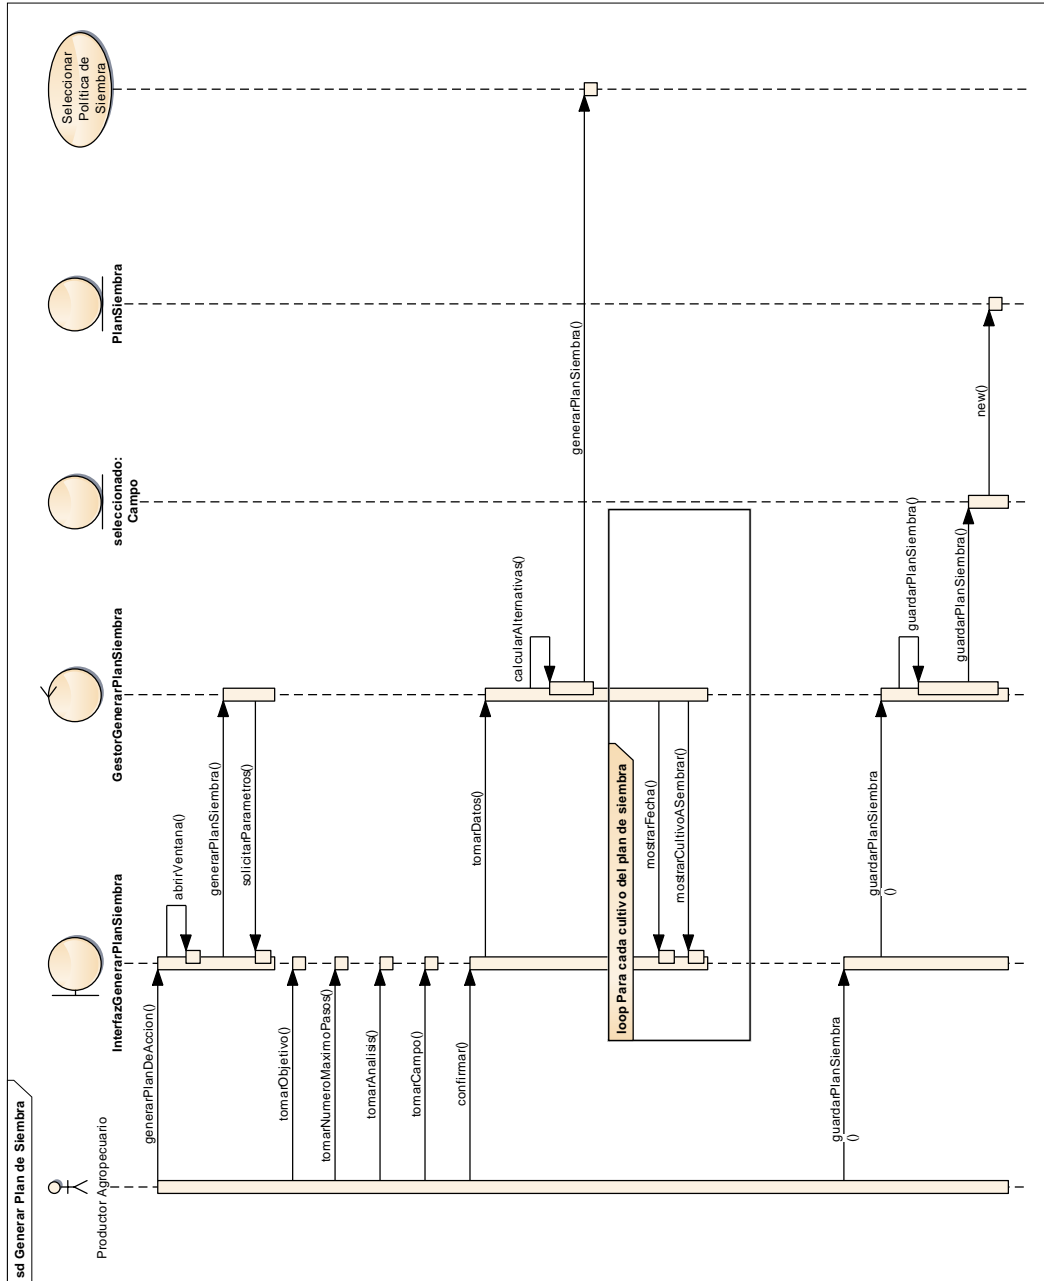 sd Generar Plan de Siembra
Productor Agropecuario
InterfazGenerarPlanSiembra
GestorGenerarPlanSiembra
seleccionado:
Campo
PlanSiembra
Seleccionar
Política de
Siembra
generarPlanDeAccion()
abrirVentana()
generarPlanSiembra()
solicitarParametros()
tomarObjetivo()
tomarNumeroMaximoPasos()
tomarAnalisis()
tomarCampo()
confirmar()
tomarDatos()
calcularAlternativas()
generarPlanSiembra()
loop Para cada cultivo del plan de siembra
mostrarFecha()
mostrarCultivoASembrar()
guardarPlanSiembra
()
guardarPlanSiembra
()
guardarPlanSiembra()
guardarPlanSiembra()
new()